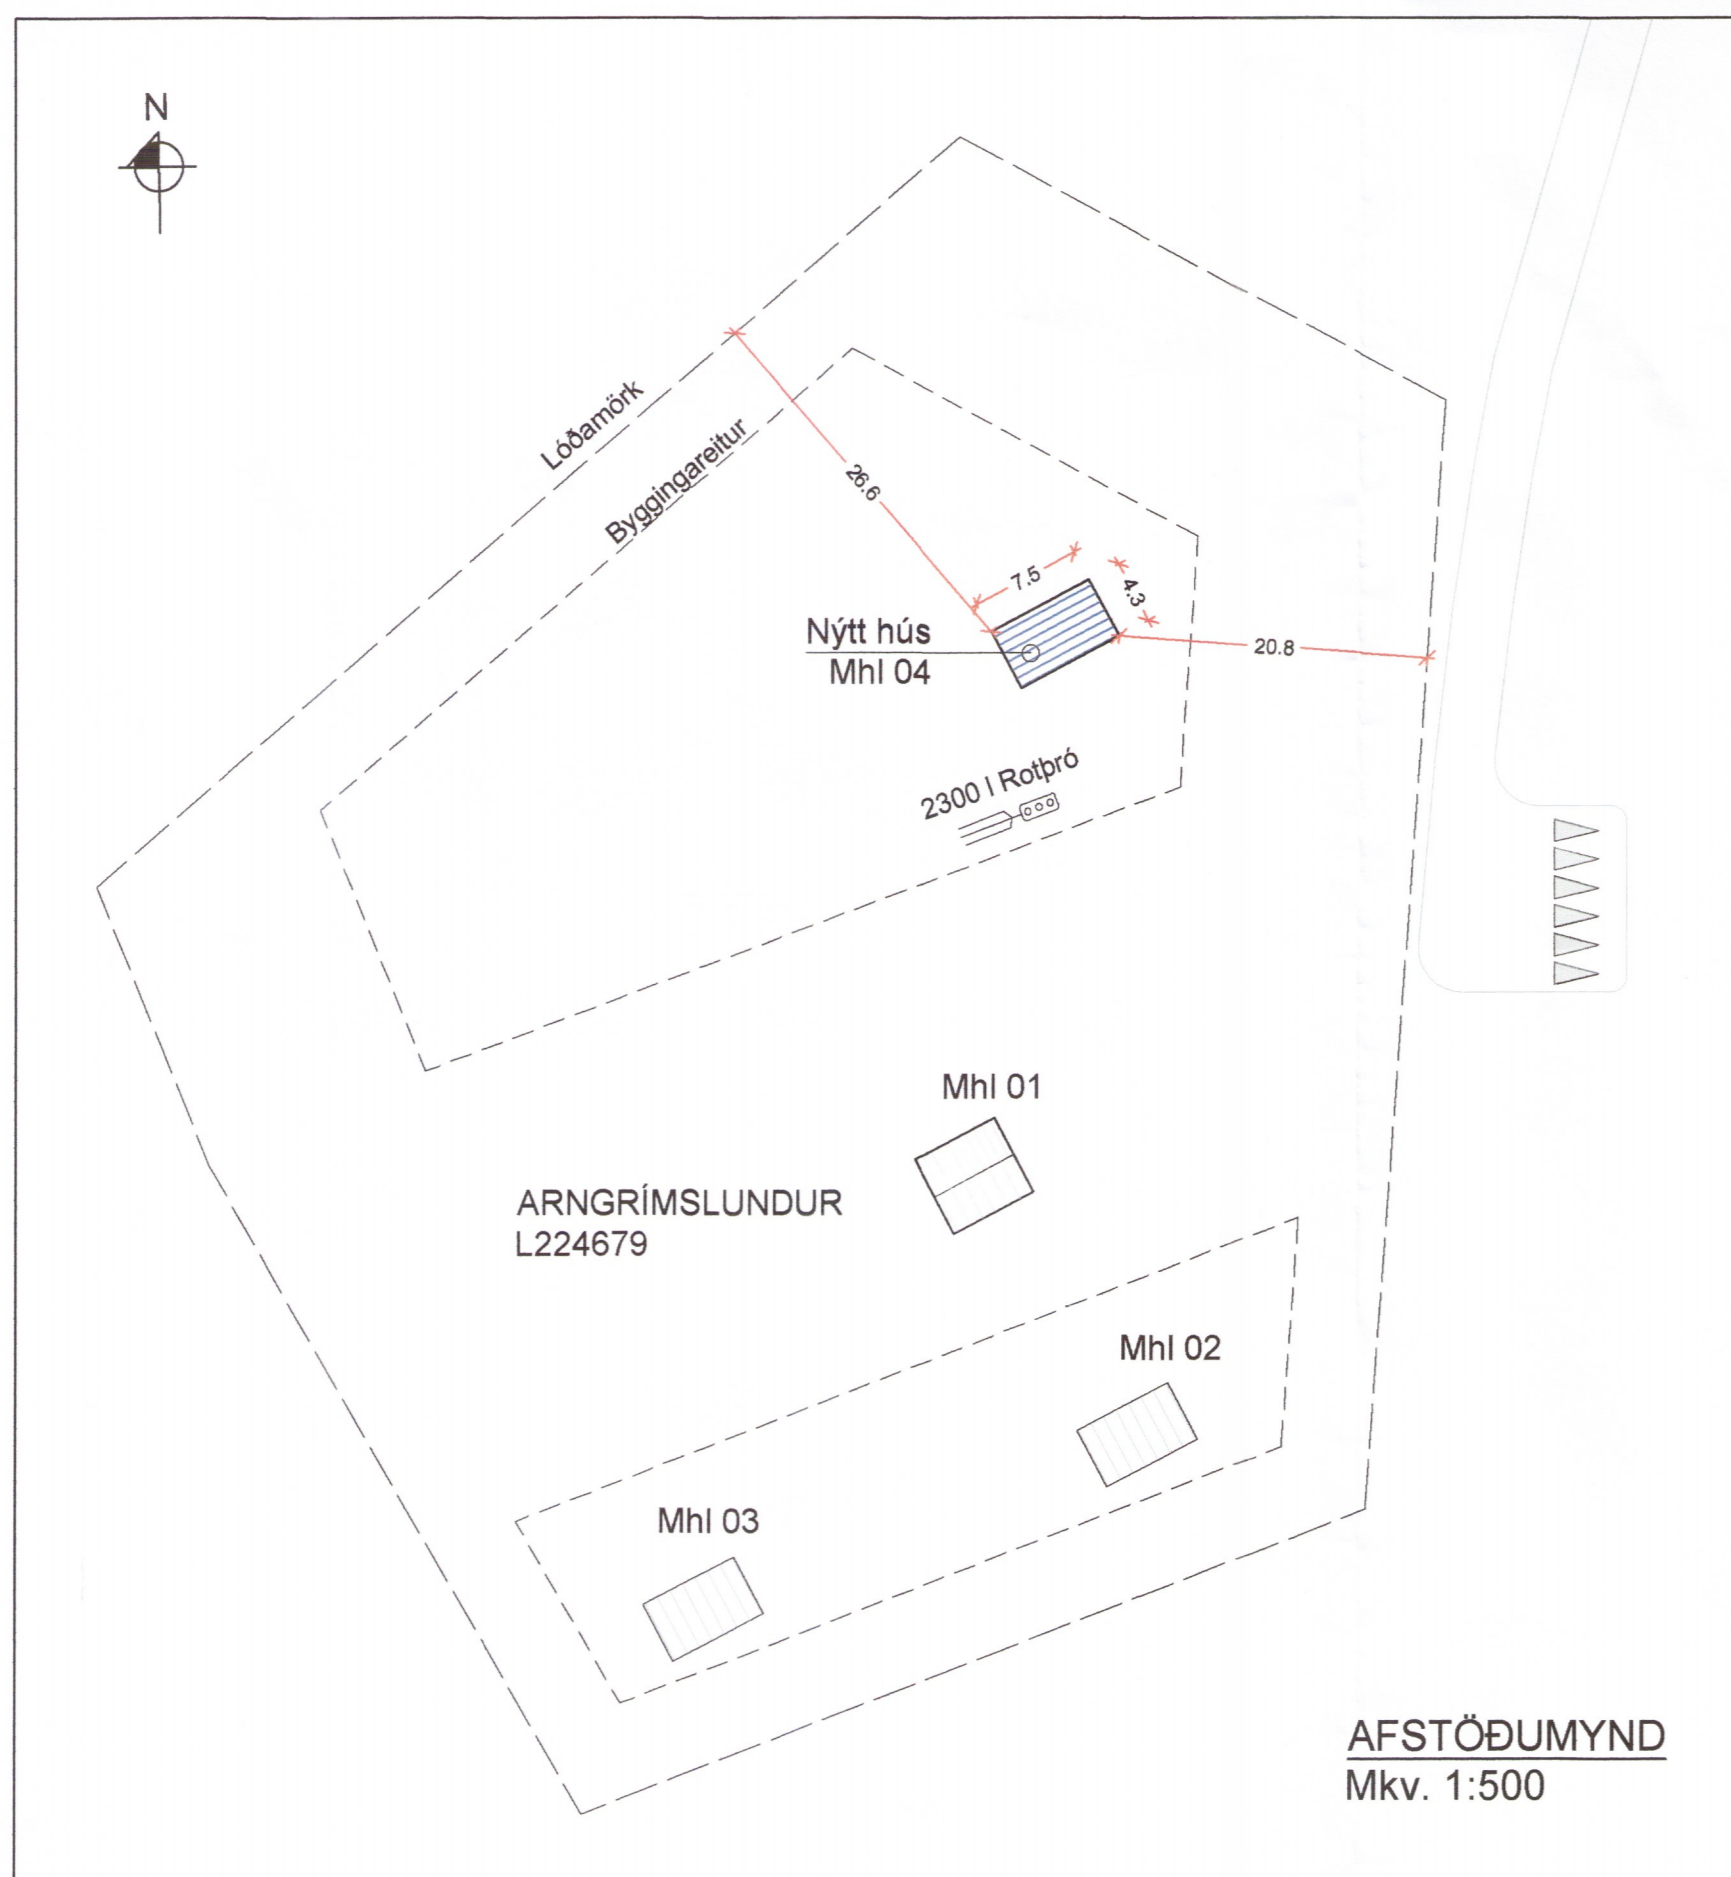 N
Lóðamörk
Byggingareitur
26.6
7.5
4.3
20.8
Nýtt hús
Mhl 04
2300 l Rotþró
Mhl 01
ARNGRÍMSLUNDUR
L224679
Mhl 02
Mhl 03
AFSTÖÐUMYND
Mkv. 1:500